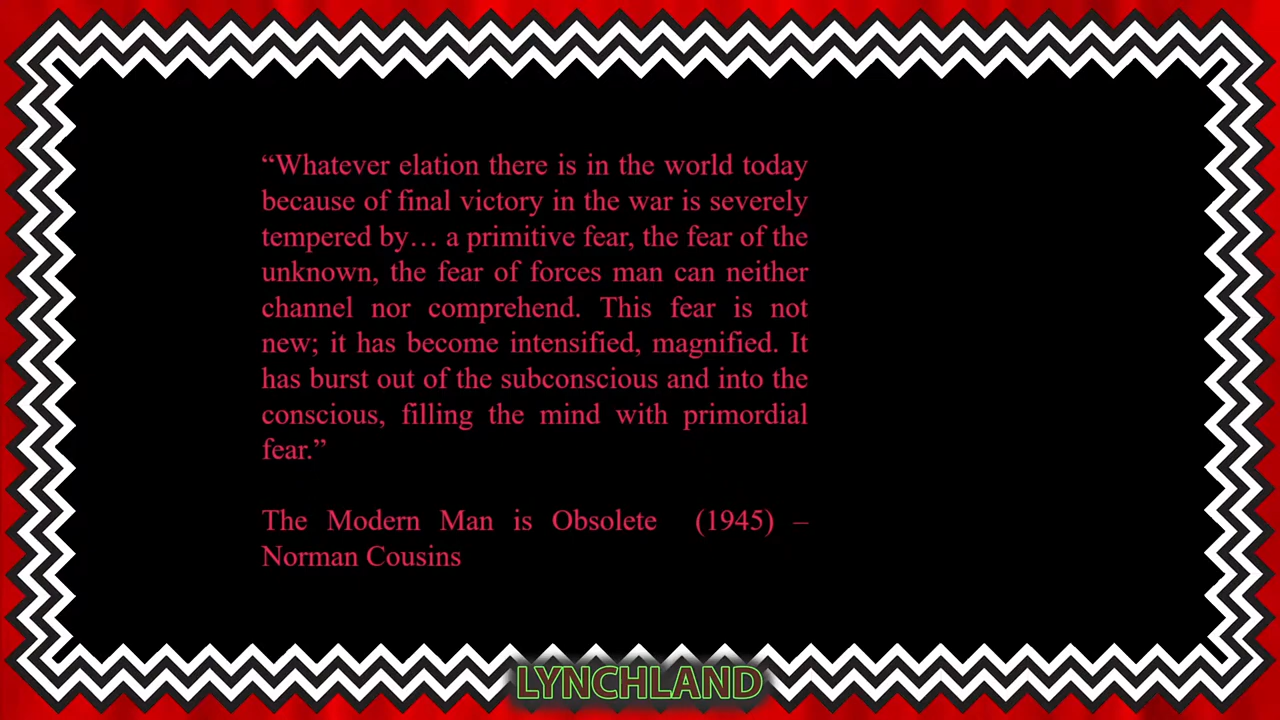 “Whatever elation there is in the world today
because of final victory in the war is severely
tempered by… a primitive fear, the fear of the
unknown, the fear of forces man can neither
channel nor comprehend. This fear is not
new; it has become intensified, magnified. It
has burst out of the subconscious and into the
conscious, filling the mind with primordial
fear.”
The Modern Man is Obsolete (1945) –
Norman Cousins
LYNCHLAND